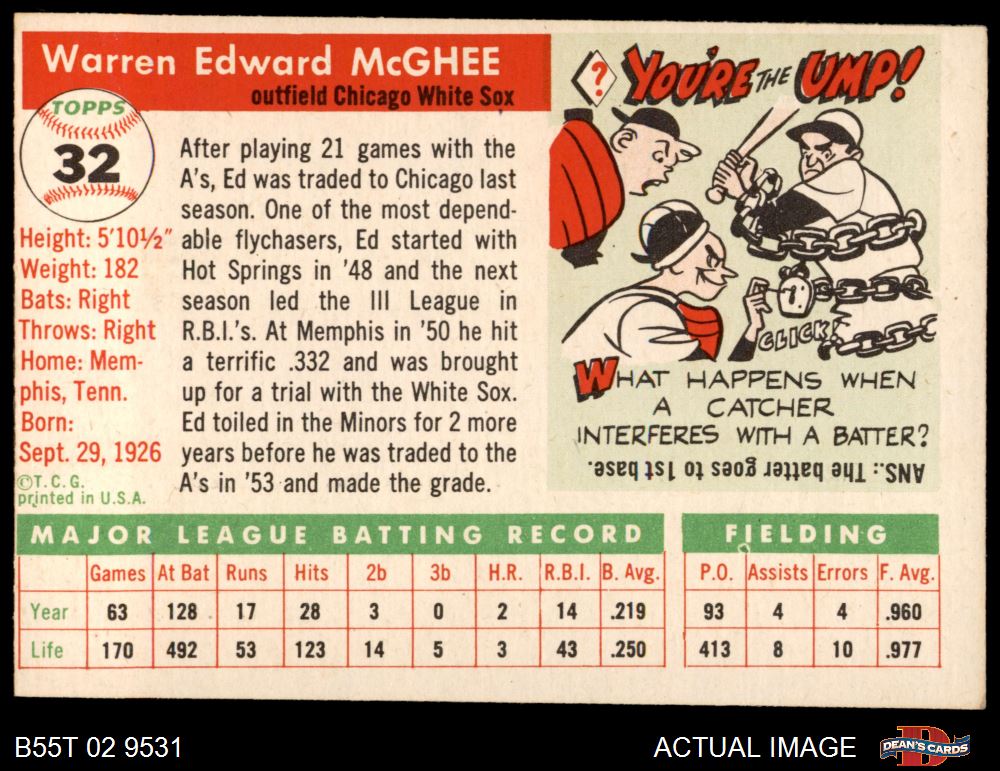 Warren Edward McGHEE
outfield Chicago White Sox
TOPPS
32
Height: 5'10½"
Weight: 182
Bats: Right
Throws: Right
Home: Mem-
phis, Tenn.
Born:
Sept. 29, 1926
©T. C. G.
printed in U.S.A.
After playing 21 games with the
A's, Ed was traded to Chicago last
season. One of the most depend-
able flychasers, Ed started with
Hot Springs in '48 and the next
season led the III League in
R.B.I.'s. At Memphis in '50 he hit
a terrific .332 and was brought
up for a trial with the White Sox.
Ed toiled in the Minors for 2 more
years before he was traded to the
A's in '53 and made the grade.
? YOU'RE THE UMP!
CLICK!
WHAT HAPPENS WHEN
A CATCHER
INTERFERES WITH A BATTER?
ANS.: The batter goes to 1st base.
MAJOR LEAGUE BATTING RECORD
Games At Bat Runs Hits 2b 3b H.R. R.B.I. B. Avg.
Year 63 128 17 28 3 0 2 14 .219
Life 170 492 53 123 14 5 3 43 .250
FIELDING
P.O. Assists Errors F. Avg.
93 4 4 .960
413 8 10 .977
B55T 02 9531
ACTUAL IMAGE
D
DEAN'S CARDS